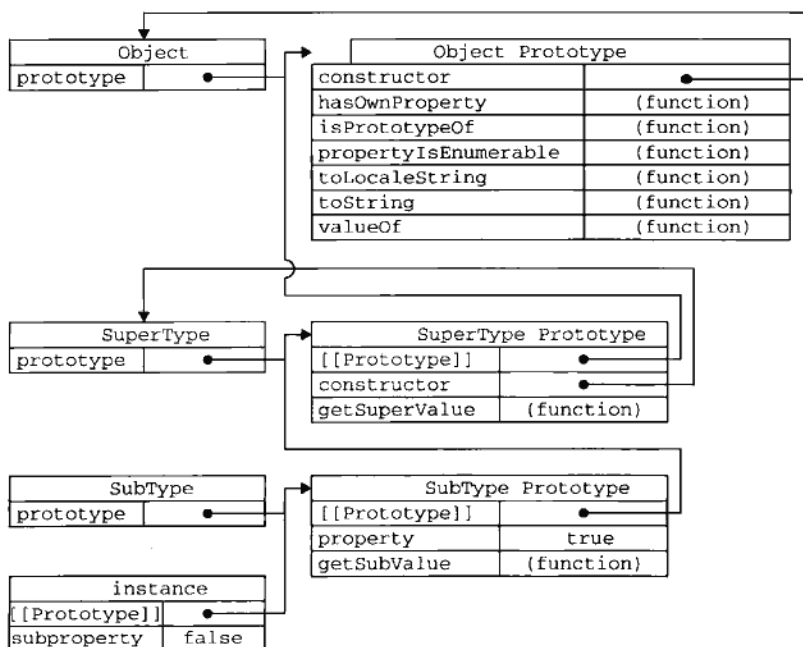 Object
prototype
Object Prototype
constructor
hasOwnProperty (function)
isPrototypeOf (function)
propertyIsEnumerable (function)
toLocaleString (function)
toString (function)
valueOf (function)
SuperType
prototype
SuperType Prototype
[[Prototype]]
constructor
getSuperValue (function)
SubType
prototype
SubType Prototype
[[Prototype]]
property true
getSubValue (function)
instance
[[Prototype]]
subproperty false